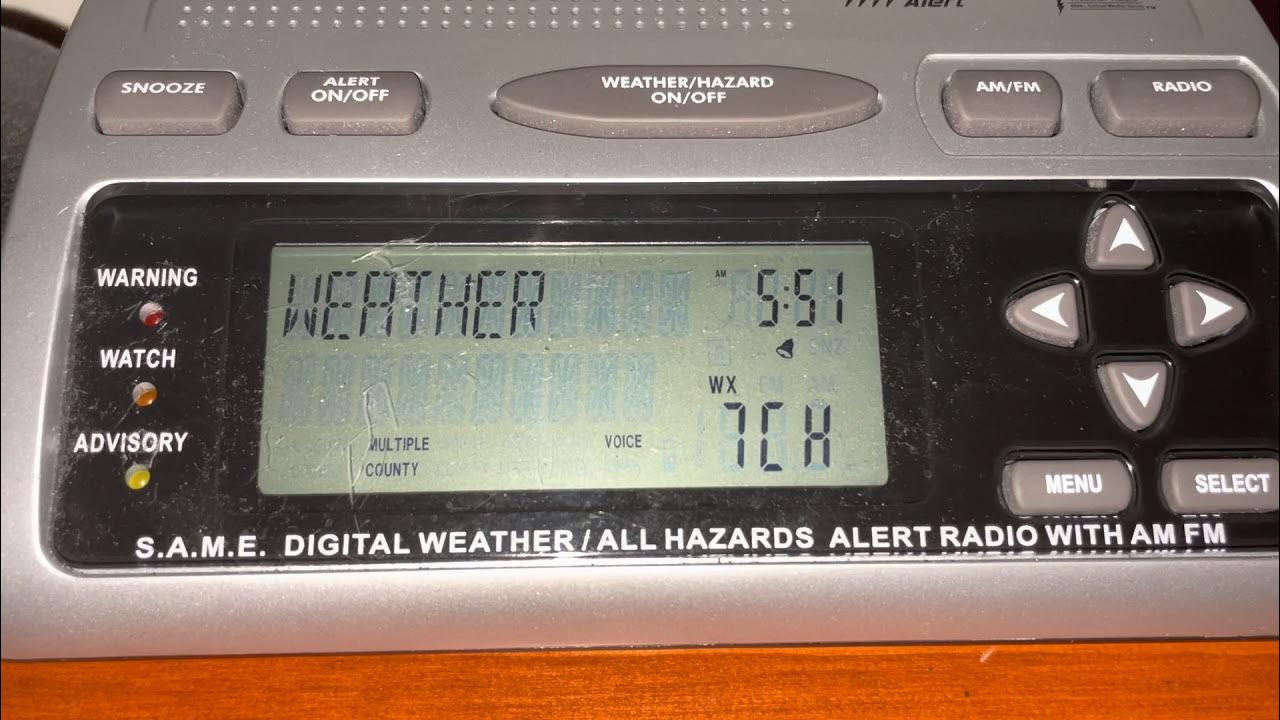 Alert
SNOOZE
ALERT
ON/OFF
WEATHER/HAZARD
ON/OFF
AM/FM
RADIO
WARNING
WATCH
ADVISORY
WEATHER
AM 5:51
WX
7CH
MULTIPLE
COUNTY
VOICE
MENU
SELECT
S.A.M.E. DIGITAL WEATHER / ALL HAZARDS ALERT RADIO WITH AM FM